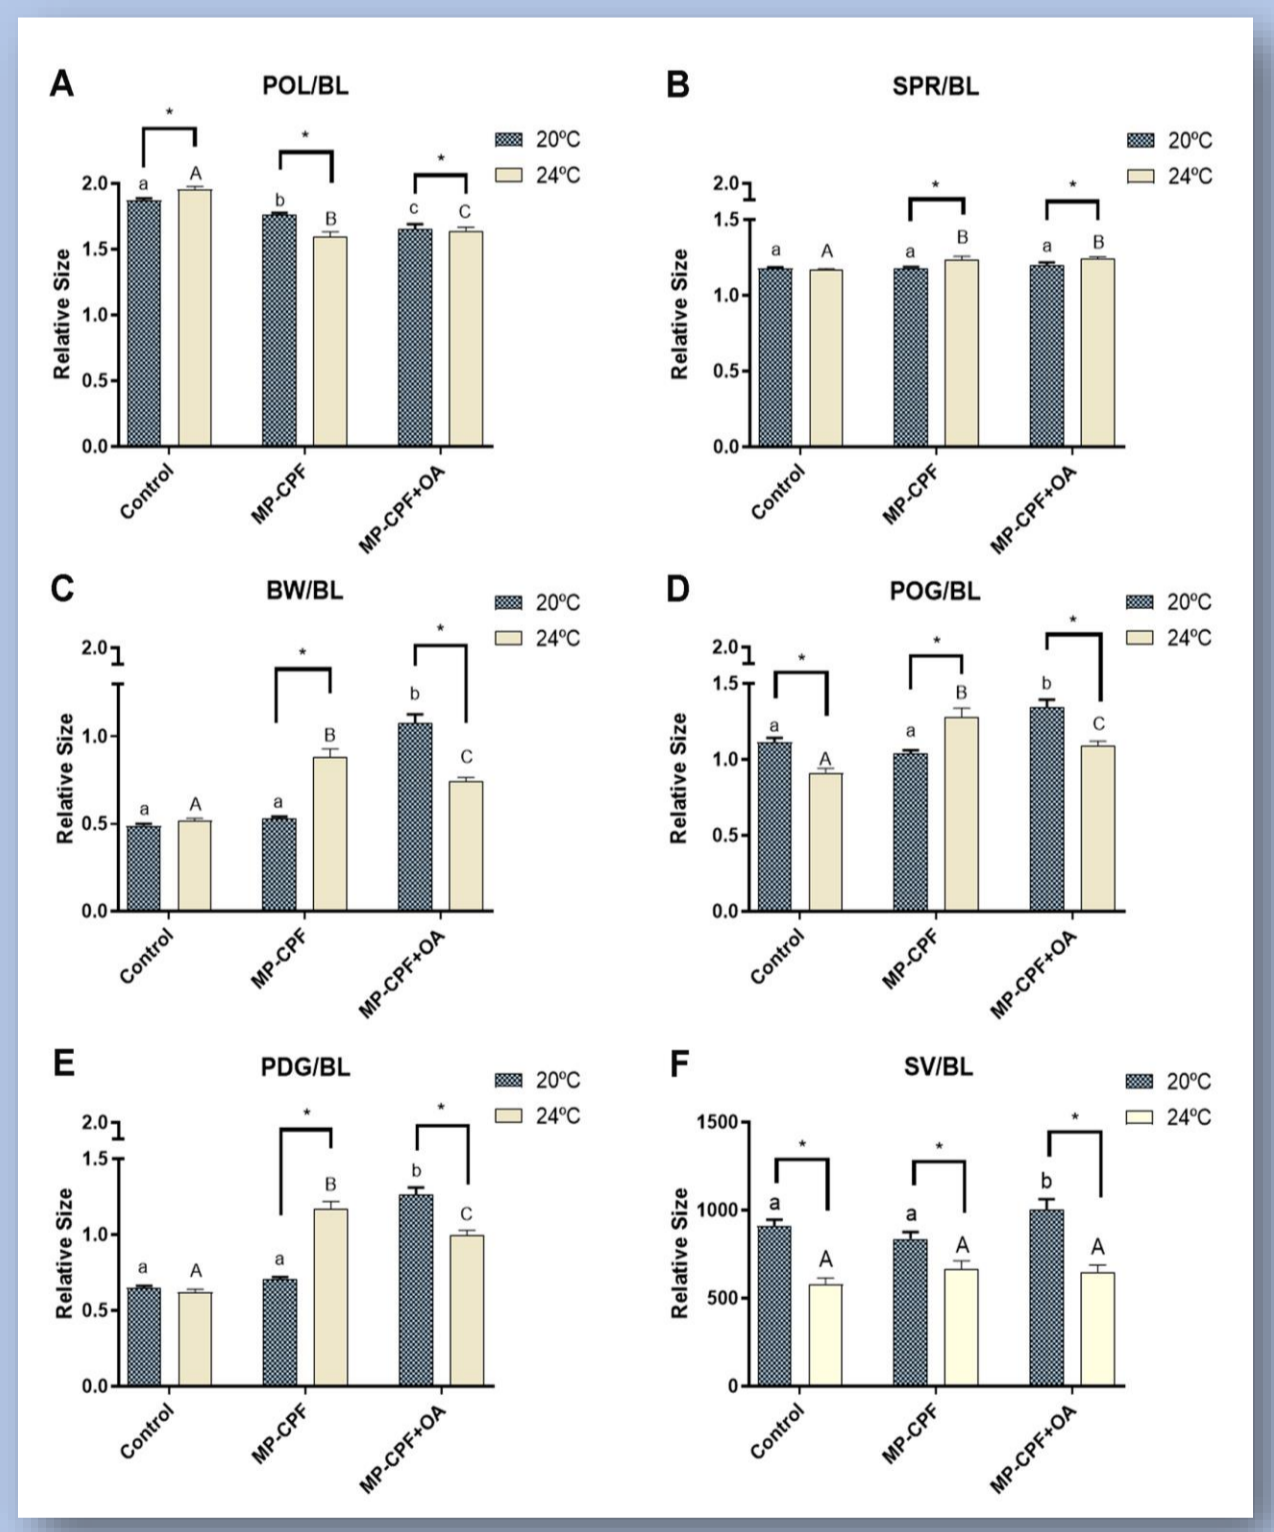 A
POL/BL
*
*
*
20ºC
24ºC
2.0
1.5
1.0
0.5
0.0
Relative Size
a
A
b
B
c
C
Control
MP-CPF
MP-CPF+OA
B
SPR/BL
*
*
20ºC
24ºC
2.0
1.5
1.0
0.5
0.0
Relative Size
a
A
a
B
a
B
Control
MP-CPF
MP-CPF+OA
C
BW/BL
*
*
20ºC
24ºC
2.0
1.0
0.5
0.0
Relative Size
a
A
a
B
b
C
Control
MP-CPF
MP-CPF+OA
D
POG/BL
*
*
*
20ºC
24ºC
2.0
1.5
1.0
0.5
0.0
Relative Size
a
A
a
B
b
C
Control
MP-CPF
MP-CPF+OA
E
PDG/BL
*
*
20ºC
24ºC
2.0
1.5
1.0
0.5
0.0
Relative Size
a
A
a
B
b
C
Control
MP-CPF
MP-CPF+OA
F
SV/BL
*
*
*
20ºC
24ºC
1500
1000
500
0
Relative Size
a
A
a
A
b
A
Control
MP-CPF
MP-CPF+OA